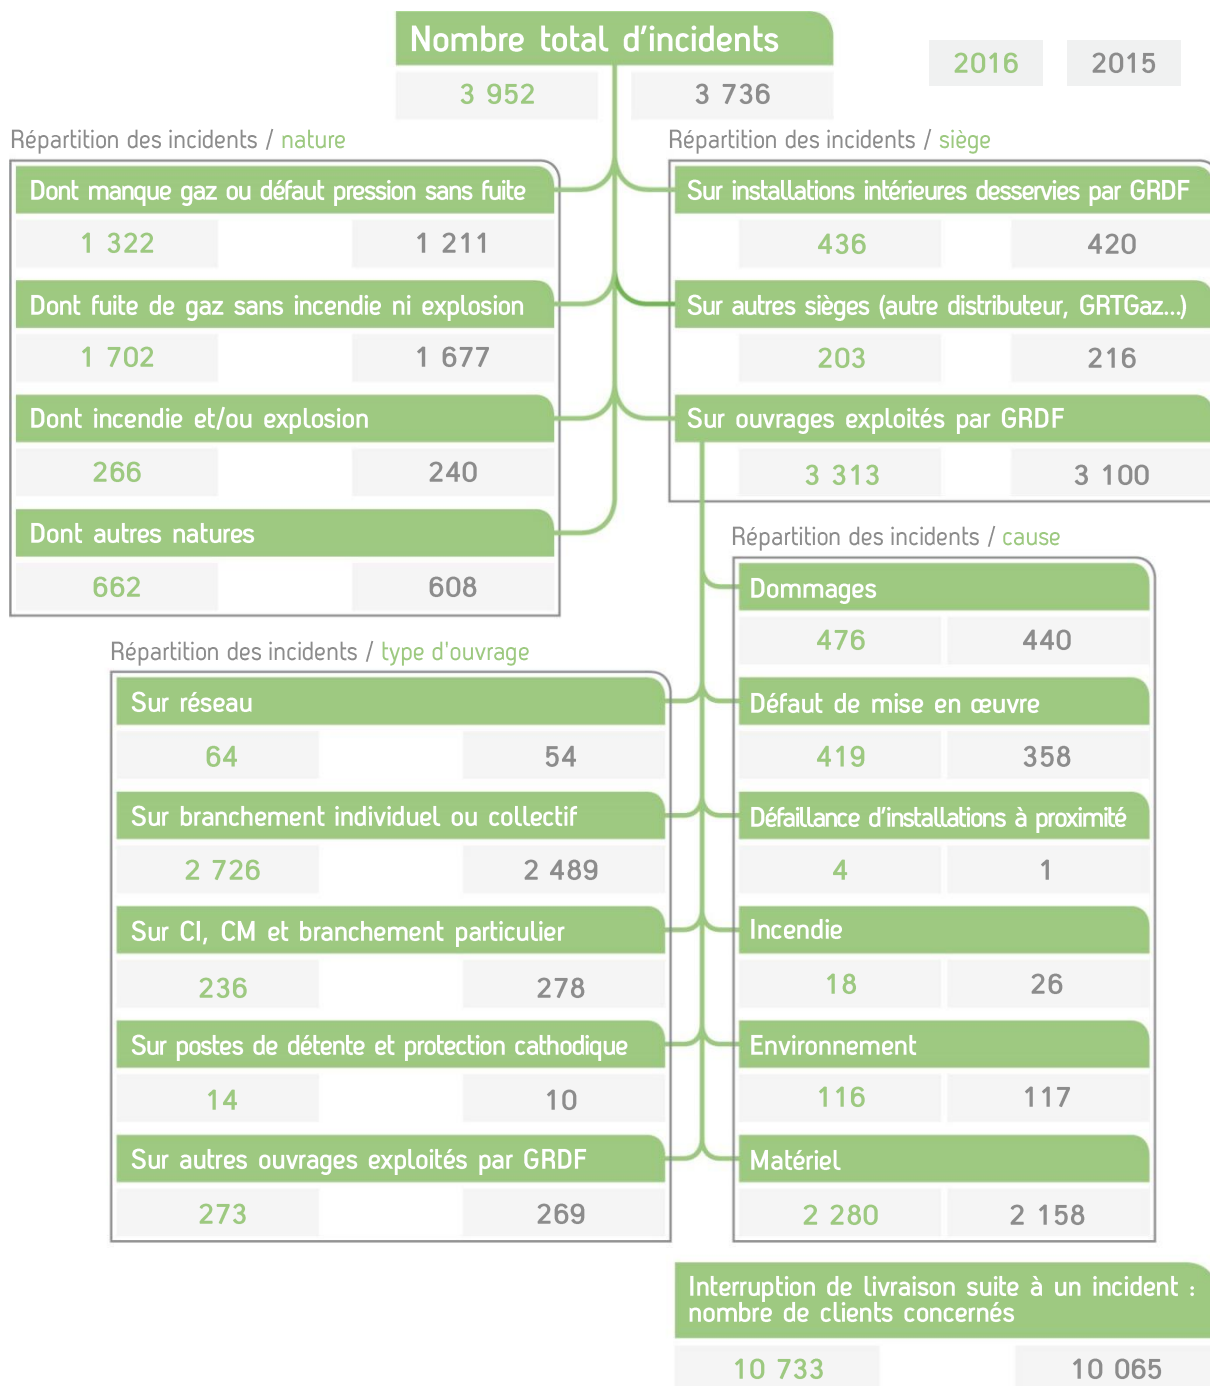 Nombre total d'incidents
3 952 3 736
2016 2015
Répartition des incidents / nature
Dont manque gaz ou défaut pression sans fuite
1 322 1 211
Dont fuite de gaz sans incendie ni explosion
1 702 1 677
Dont incendie et/ou explosion
266 240
Dont autres natures
662 608
Répartition des incidents / siège
Sur installations intérieures desservies par GRDF
436 420
Sur autres sièges (autre distributeur, GRTGaz...)
203 216
Sur ouvrages exploités par GRDF
3 313 3 100
Répartition des incidents / type d'ouvrage
Sur réseau
64 54
Sur branchement individuel ou collectif
2 726 2 489
Sur CI, CM et branchement particulier
236 278
Sur postes de détente et protection cathodique
14 10
Sur autres ouvrages exploités par GRDF
273 269
Répartition des incidents / cause
Dommages
476 440
Défaut de mise en œuvre
419 358
Défaillance d'installations à proximité
4 1
Incendie
18 26
Environnement
116 117
Matériel
2 280 2 158
Interruption de livraison suite à un incident :
nombre de clients concernés
10 733 10 065